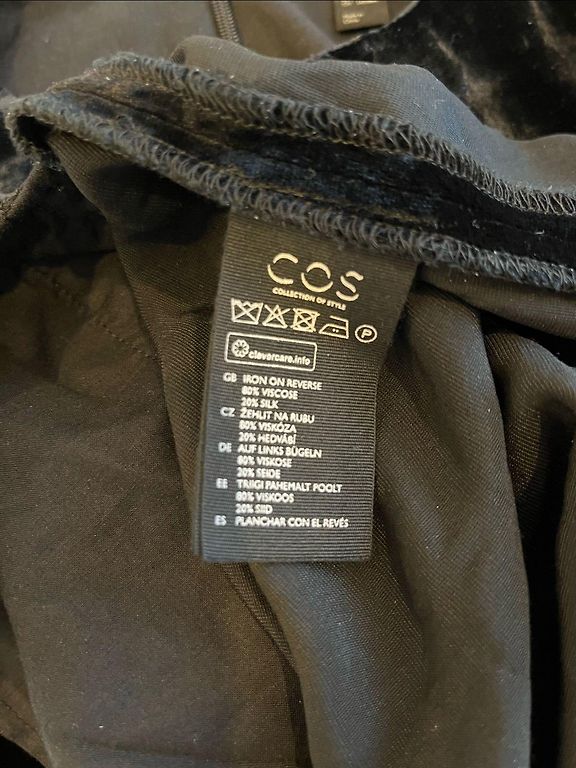 COS
COLLECTION OF STYLE
P
clevercare.info
GB IRON ON REVERSE
80% VISCOSE
20% SILK
CZ ŽEHLIT NA RUBU
80% VISKÓZA
20% HEDVÁBÍ
DE AUF LINKS BÜGELN
80% VISKOSE
20% SEIDE
EE TRIIGI PAHEMALT POOLT
80% VISKOOS
20% SIID
ES PLANCHAR CON EL REVÉS